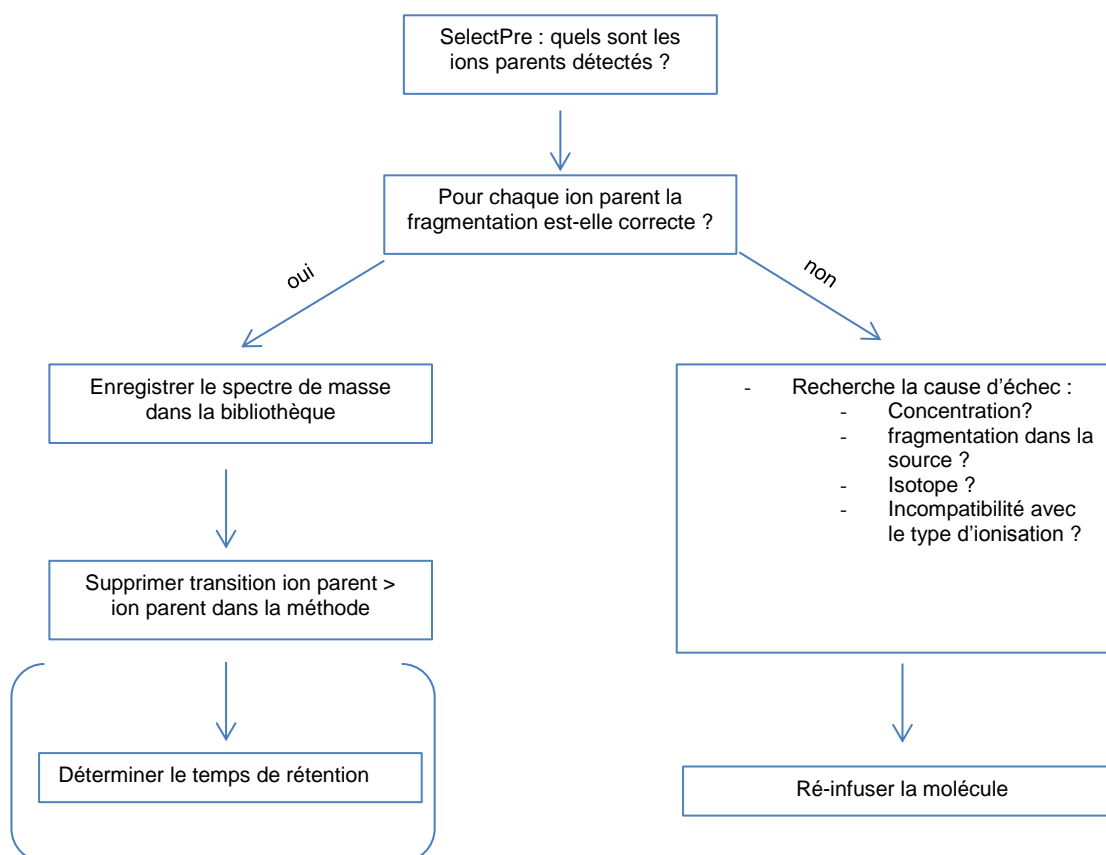 SelectPre : quels sont les
ions parents détectés ?
Pour chaque ion parent la
fragmentation est-elle correcte ?
oui
non
Enregistrer le spectre de masse
dans la bibliothèque
- Recherche la cause d’échec :
- Concentration?
- fragmentation dans la
source ?
- Isotope ?
- Incompatibilité avec
le type d’ionisation ?
Supprimer transition ion parent >
ion parent dans la méthode
Déterminer le temps de rétention
Ré-infuser la molécule